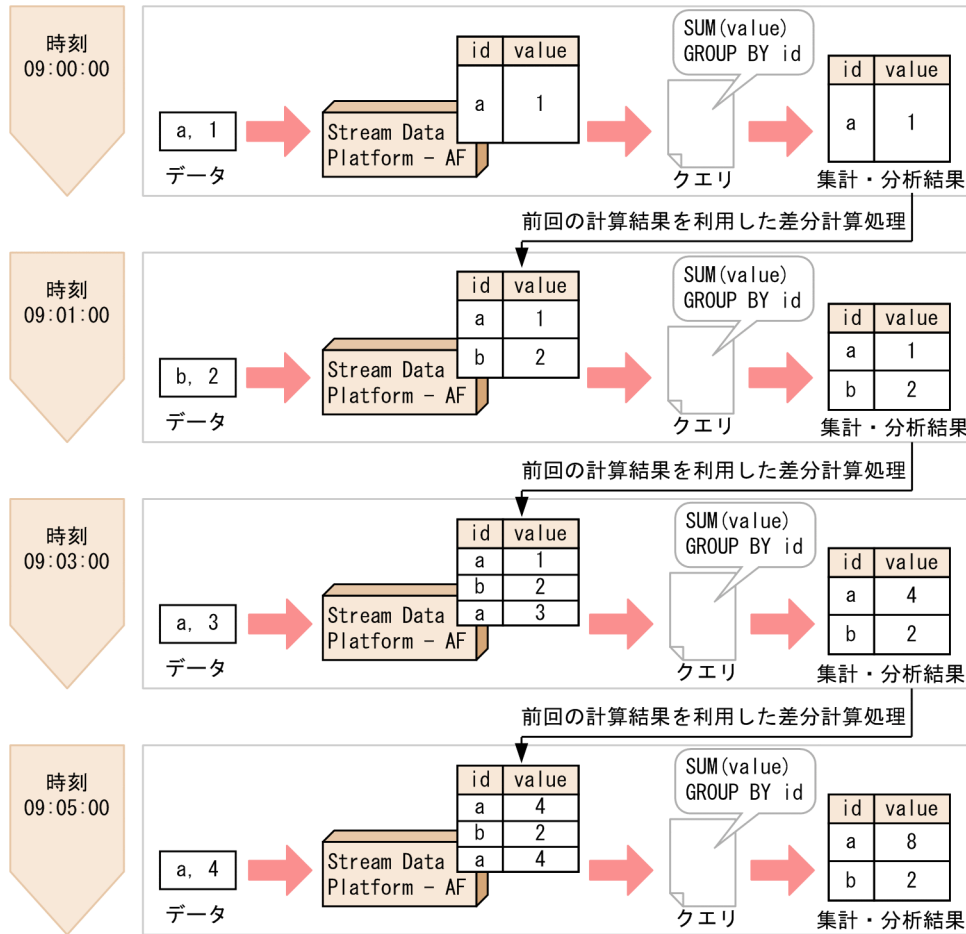 時刻
09:00:00
a, 1
データ
Stream Data
Platform - AF
id value
a 1
SUM(value)
GROUP BY id
クエリ
id value
a 1
集計・分析結果
前回の計算結果を利用した差分計算処理
時刻
09:01:00
b, 2
データ
Stream Data
Platform - AF
id value
a 1
b 2
SUM(value)
GROUP BY id
クエリ
id value
a 1
b 2
集計・分析結果
前回の計算結果を利用した差分計算処理
時刻
09:03:00
a, 3
データ
Stream Data
Platform - AF
id value
a 1
b 2
a 3
SUM(value)
GROUP BY id
クエリ
id value
a 4
b 2
集計・分析結果
前回の計算結果を利用した差分計算処理
時刻
09:05:00
a, 4
データ
Stream Data
Platform - AF
id value
a 4
b 2
a 4
SUM(value)
GROUP BY id
クエリ
id value
a 8
b 2
集計・分析結果